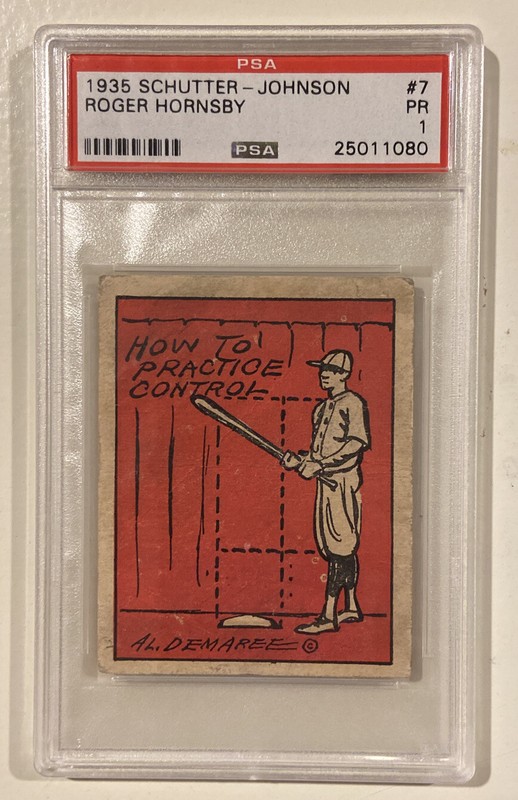 PSA
1935 SCHUTTER-JOHNSON #7
ROGER HORNSBY PR
1
PSA 25011080
HOW TO
PRACTICE
CONTROL
AL. DEMAREE ©